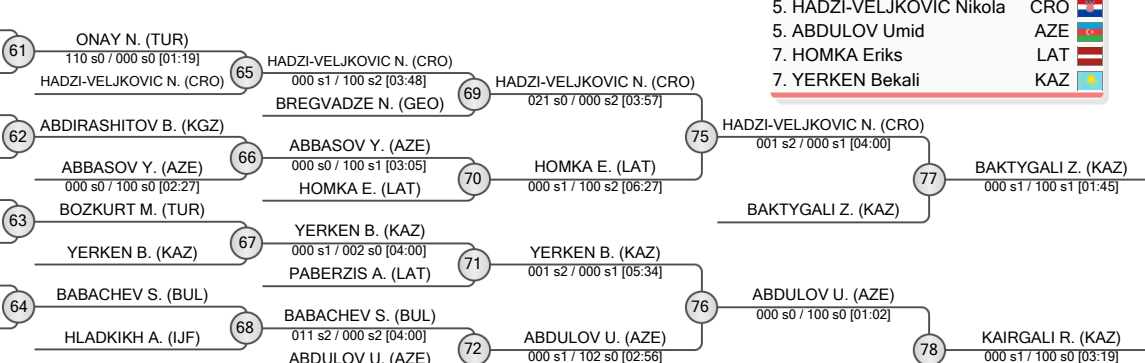 5. HADZI-VELJKOVIC Nikola CRO
5. ABDULOV Umid AZE
7. HOMKA Eriks LAT
7. YERKEN Bekali KAZ
61
ONAY N. (TUR)
110 s0 / 000 s0 [01:19]
HADZI-VELJKOVIC N. (CRO)
65
HADZI-VELJKOVIC N. (CRO)
000 s1 / 100 s2 [03:48]
BREGVADZE N. (GEO)
69
HADZI-VELJKOVIC N. (CRO)
021 s0 / 000 s2 [03:57]
62
ABDIRASHITOV B. (KGZ)
ABBASOV Y. (AZE)
000 s0 / 100 s0 [02:27]
66
ABBASOV Y. (AZE)
000 s0 / 100 s1 [03:05]
HOMKA E. (LAT)
70
HOMKA E. (LAT)
000 s1 / 100 s2 [06:27]
75
HADZI-VELJKOVIC N. (CRO)
001 s2 / 000 s1 [04:00]
BAKTYGALI Z. (KAZ)
77
BAKTYGALI Z. (KAZ)
000 s1 / 100 s1 [01:45]
63
BOZKURT M. (TUR)
YERKEN B. (KAZ)
67
YERKEN B. (KAZ)
000 s1 / 002 s0 [04:00]
PABERZIS A. (LAT)
71
YERKEN B. (KAZ)
001 s2 / 000 s1 [05:34]
64
BABACHEV S. (BUL)
HLADKIKH A. (IJF)
68
BABACHEV S. (BUL)
011 s2 / 000 s2 [04:00]
ABDULOV U. (AZE)
72
ABDULOV U. (AZE)
000 s1 / 102 s0 [02:56]
76
ABDULOV U. (AZE)
000 s0 / 100 s0 [01:02]
78
KAIRGALI R. (KAZ)
000 s1 / 100 s0 [03:19]